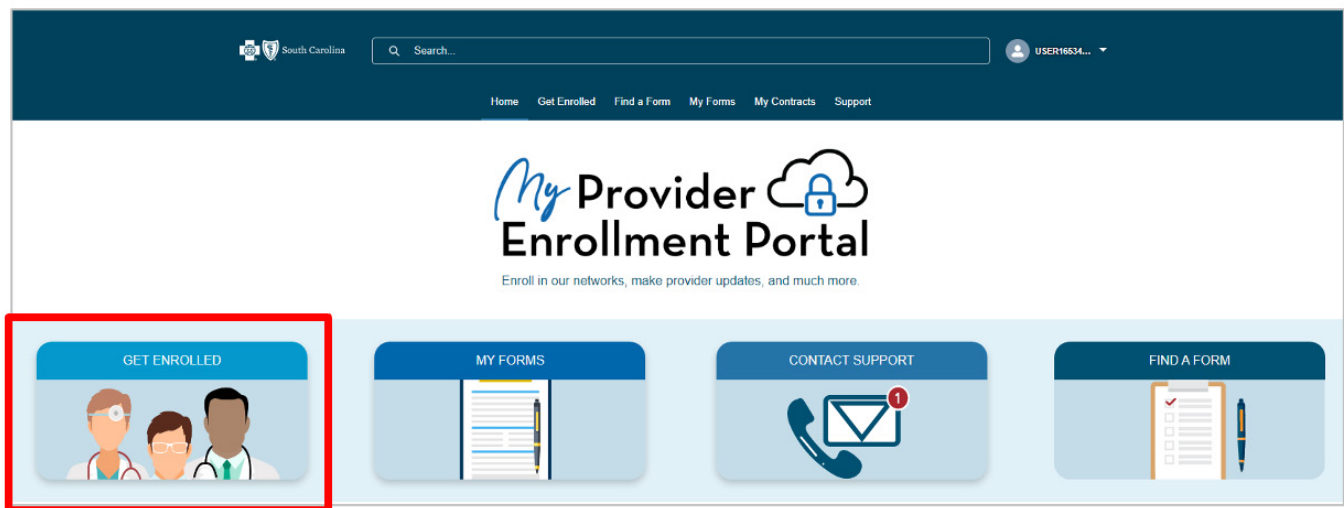 South Carolina
Search...
USER16534...
Home Get Enrolled Find a Form My Forms My Contracts Support
My Provider
Enrollment Portal
Enroll in our networks, make provider updates, and much more.
GET ENROLLED
MY FORMS
CONTACT SUPPORT
FIND A FORM
1